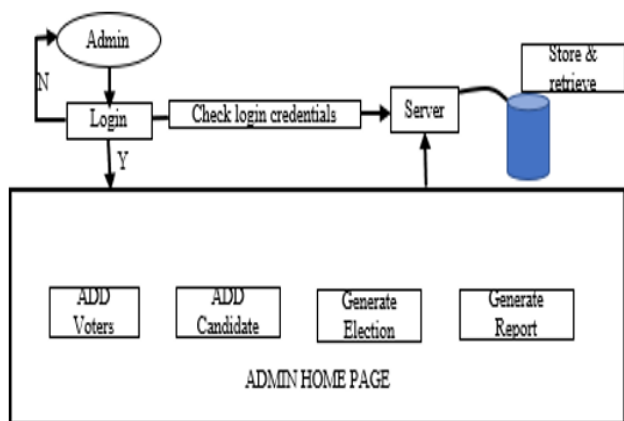 Admin
Store &
retrieve
N
Login
Check login credentials
Server
Y
ADD
Voters
ADD
Candidate
Generate
Election
Generate
Report
ADMIN HOME PAGE